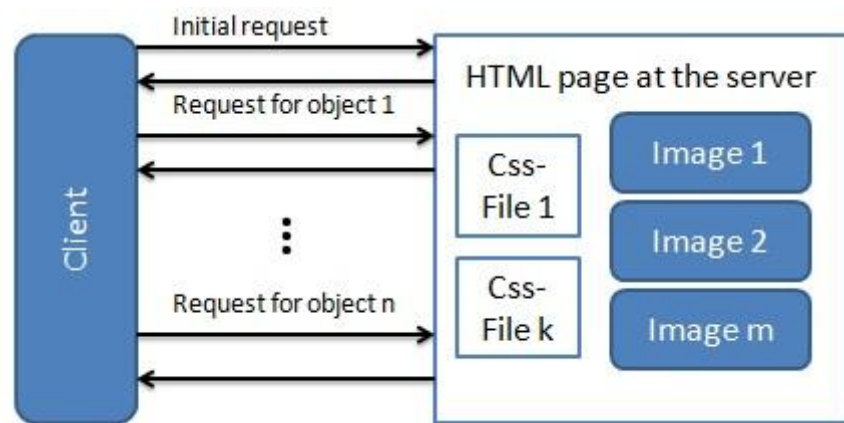 Initial request
HTML page at the server
Request for object 1
Client
Css-
File 1
Image 1
Image 2
Css-
File k
Request for object n
Image m